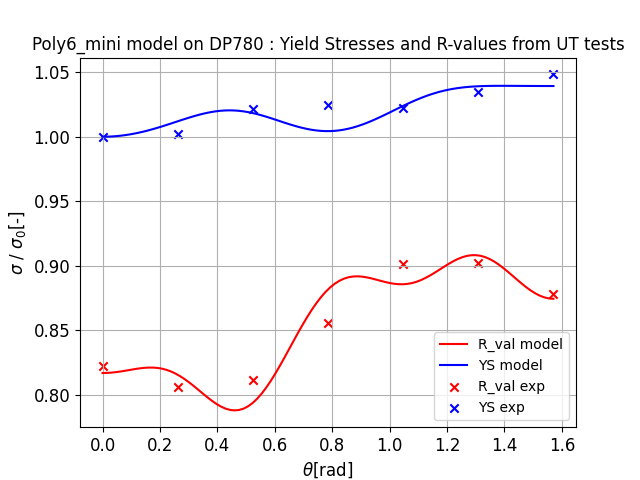 Poly6_mini model on DP780 : Yield Stresses and R-values from UT tests
1.05
1.00
0.95
0.90
0.85
0.80
σ / σ₀[-]
R_val model
YS model
R_val exp
YS exp
0.0 0.2 0.4 0.6 0.8 1.0 1.2 1.4 1.6
θ[rad]